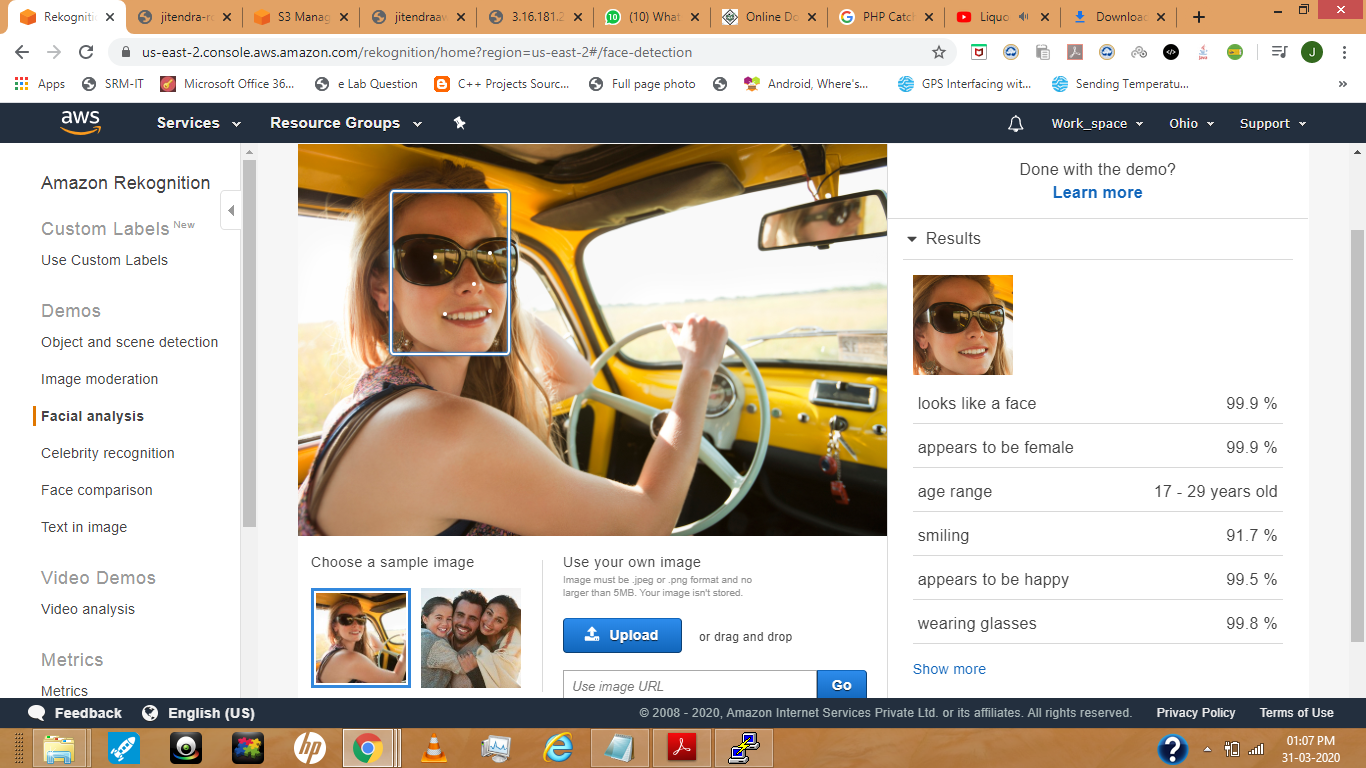 Rekogniti
jitendra-ro
S3 Manag
jitendraaw
3.16.181.2
(10) What
Online Do
PHP Catch
Liquo
Downloac
us-east-2.console.aws.amazon.com/rekognition/home?region=us-east-2#/face-detection
J
Apps
SRM-IT
Microsoft Office 36...
e Lab Question
C++ Projects Sourc...
Full page photo
Android, Where's...
GPS Interfacing wit...
Sending Temperatu...
»
aws
Services
Resource Groups
Work_space
Ohio
Support
Amazon Rekognition
Custom Labels New
Use Custom Labels
Demos
Object and scene detection
Image moderation
Facial analysis
Celebrity recognition
Face comparison
Text in image
Video Demos
Video analysis
Metrics
Metrics
Choose a sample image
Use your own image
Image must be .jpeg or .png format and no
larger than 5MB. Your image isn't stored.
Upload
or drag and drop
Use image URL
Go
Done with the demo?
Learn more
Results
looks like a face 99.9 %
appears to be female 99.9 %
age range 17 - 29 years old
smiling 91.7 %
appears to be happy 99.5 %
wearing glasses 99.8 %
Show more
Feedback
English (US)
© 2008 - 2020, Amazon Internet Services Private Ltd. or its affiliates. All rights reserved.
Privacy Policy
Terms of Use
hp
01:07 PM
31-03-2020